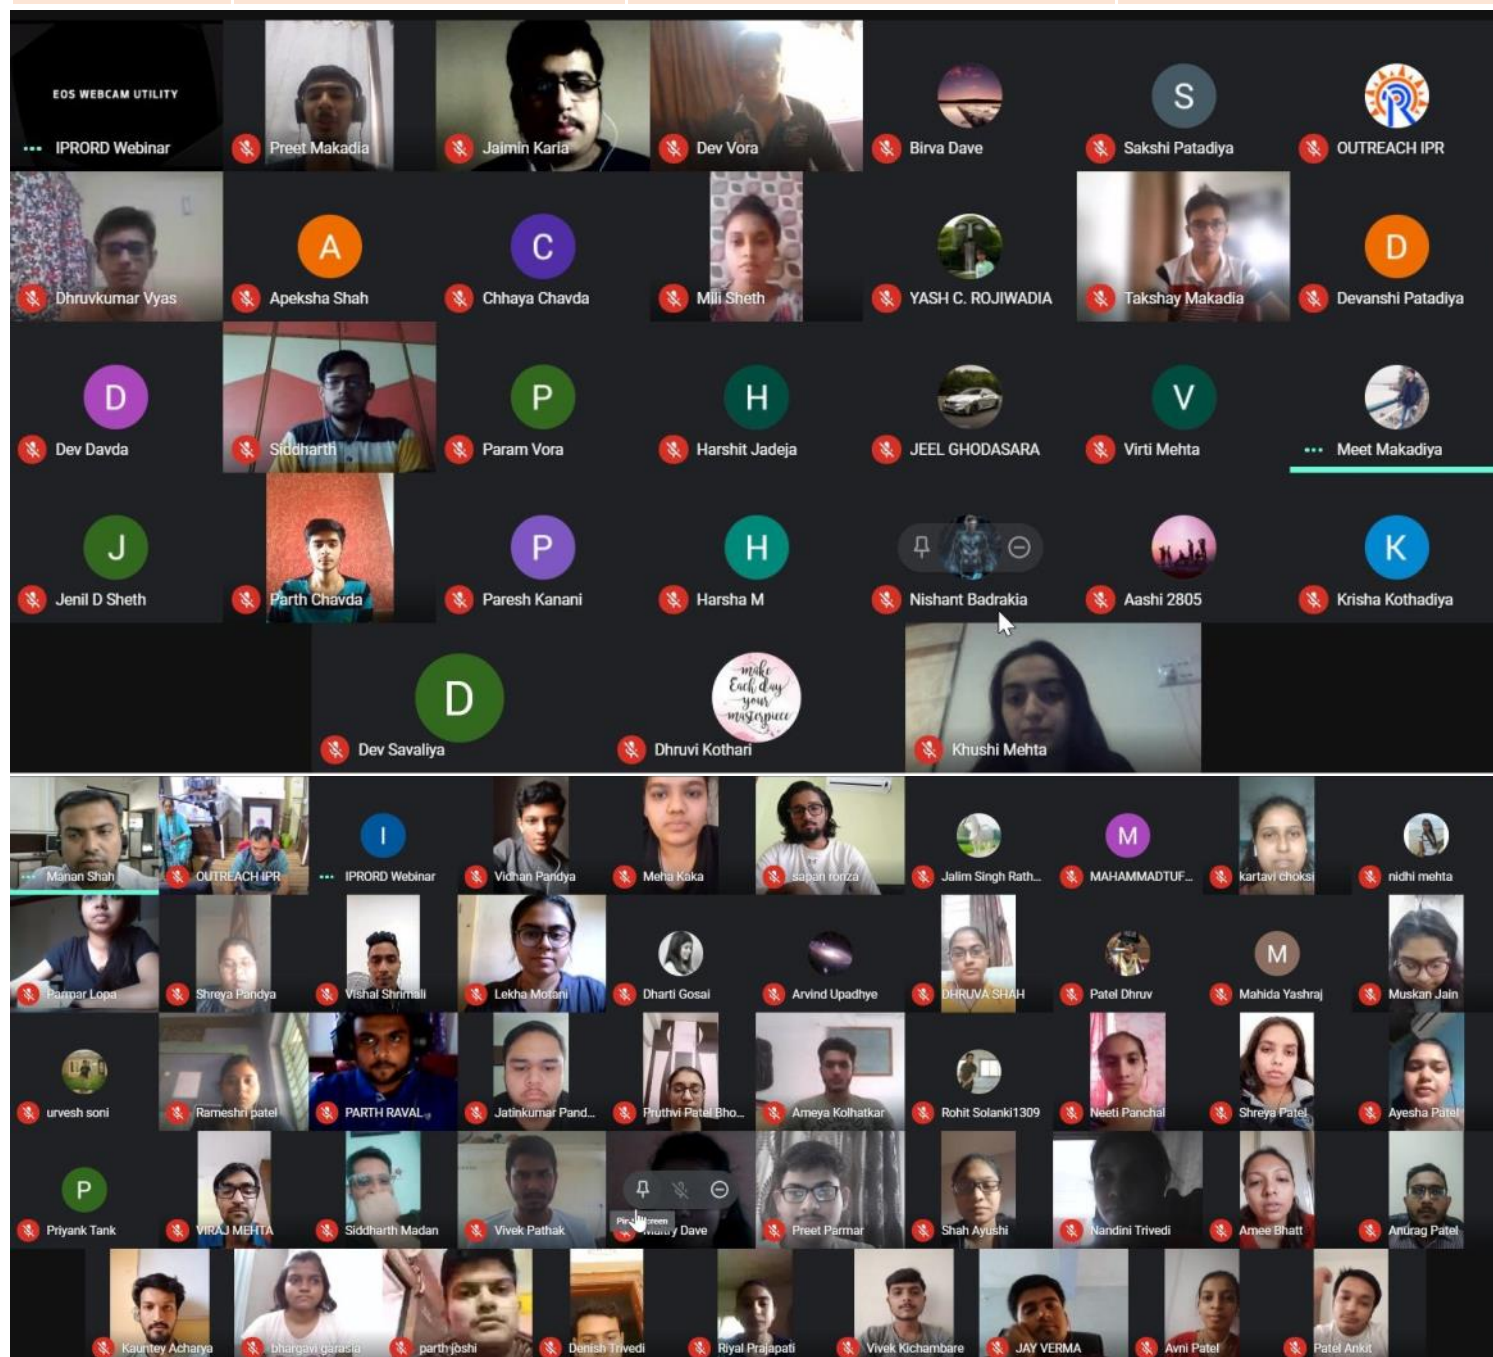 EOS WEBCAM UTILITY
IPRORD Webinar
Preet Makadia
Jaimin Karia
Dev Vora
Birva Dave
S
Sakshi Patadiya
OUTREACH IPR
Dhruvkumar Vyas
A
Apeksha Shah
C
Chhaya Chavda
Mili Sheth
YASH C. ROJIWADIA
Takshay Makadia
D
Devanshi Patadiya
D
Dev Davda
Siddharth
P
Param Vora
H
Harshit Jadeja
JEEL GHODASARA
V
Virti Mehta
Meet Makadiya
J
Jenil D Sheth
Parth Chavda
P
Paresh Kanani
H
Harsha M
Nishant Badrakia
Aashi 2805
K
Krisha Kothadiya
D
Dev Savaliya
make
Each day
your
masterpiece
Dhruvi Kothari
Khushi Mehta
Manan Shah
OUTREACH IPR
I
IPRORD Webinar
Vidhan Pandya
Meha Kaka
sapan ronza
Jalim Singh Rath...
M
MAHAMMADTUF...
kartavi choksi
nidhi mehta
Parmar Lopa
Shreya Pandya
Vishal Shrimali
Lekha Motani
Dharti Gosai
Arvind Upadhye
DHRUVA SHAH
Patel Dhruv
M
Mahida Yashraj
Muskan Jain
urvesh soni
Rameshri patel
PARTH RAVAL
Jatinkumar Pand...
Pruthvi Patel Bho...
Ameya Kolhatkar
Rohit Solanki1309
Neeti Panchal
Shreya Patel
Ayesha Patel
P
Priyank Tank
VIRAJ MEHTA
Siddharth Madan
Vivek Pathak
Dave
Preet Parmar
Shah Ayushi
Nandini Trivedi
Amee Bhatt
Anurag Patel
Kauntey Acharya
bhargavi garasia
parth joshi
Denish Trivedi
Riyal Prajapati
Vivek Kichambare
JAY VERMA
Avni Patel
Patel Ankit